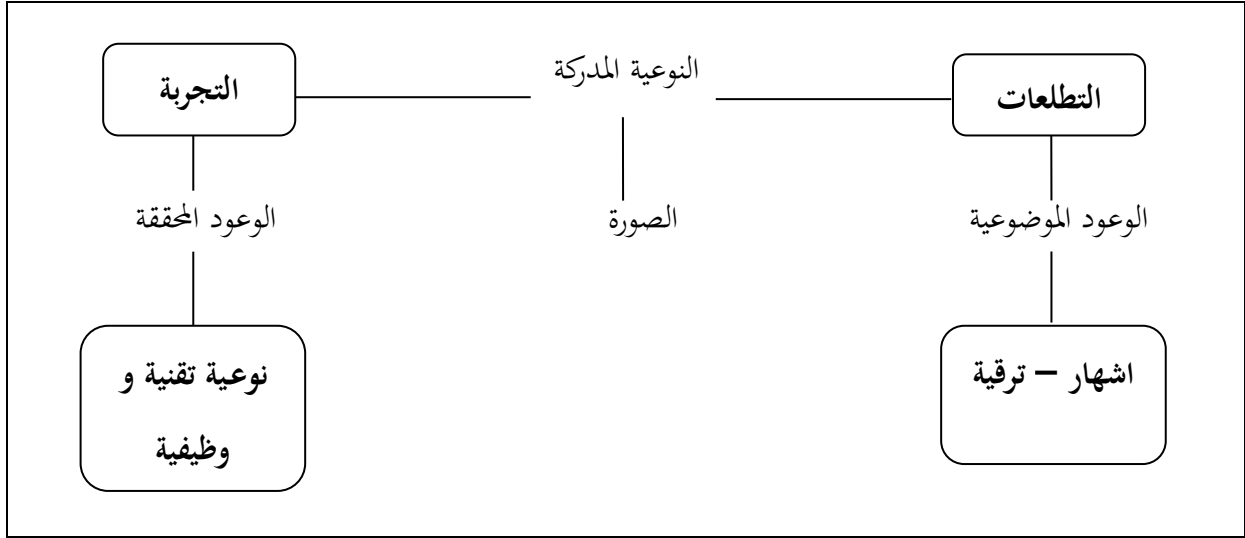 التطلعات
النوعية المدركة
التجربة
الوعود الموضوعية
الصورة
الوعود المحققة
اشهار – ترقية
نوعية تقنية و
وظيفية